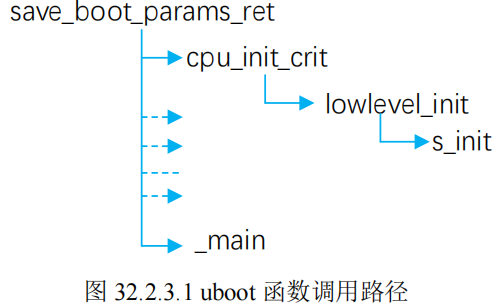 save_boot_params_ret
cpu_init_crit
lowlevel_init
s_init
_main
图 32.2.3.1 uboot 函数调用路径